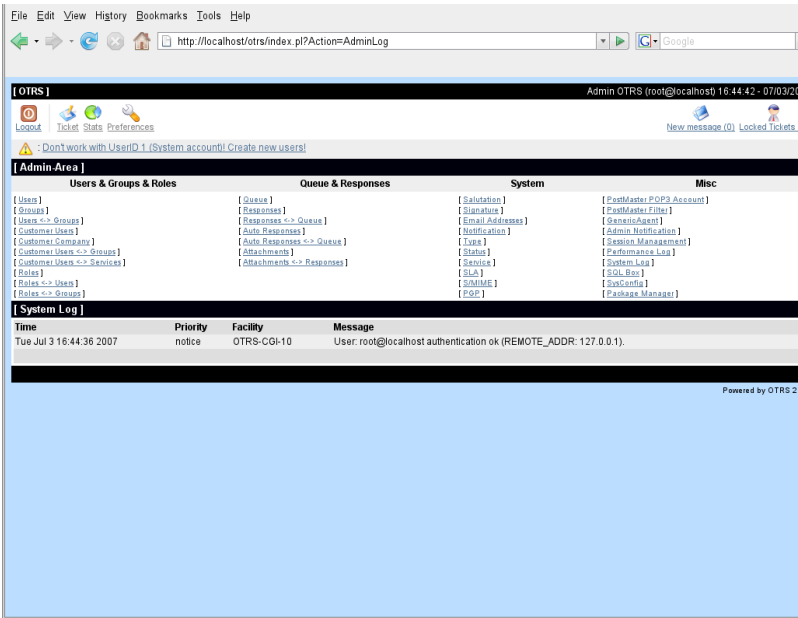 File Edit View History Bookmarks Tools Help
http://localhost/otrs/index.pl?Action=AdminLog
G Google
[ OTRS ]
Admin OTRS (root@localhost) 16:44:42 - 07/03/20
Logout Ticket Stats Preferences
New message (0) Locked Tickets
: Don't work with UserID 1 (System account)! Create new users!
[ Admin-Area ]
Users & Groups & Roles Queue & Responses System Misc
[ Users ] [ Queue ] [ Salutation ] [ PostMaster POP3 Account ]
[ Groups ] [ Responses ] [ Signature ] [ PostMaster Filter ]
[ Users <-> Groups ] [ Responses <-> Queue ] [ Email Addresses ] [ GenericAgent ]
[ Customer Users ] [ Auto Responses ] [ Notification ] [ Admin Notification ]
[ Customer Company ] [ Auto Responses <-> Queue ] [ Type ] [ Session Management ]
[ Customer Users <-> Groups ] [ Attachments ] [ Status ] [ Performance Log ]
[ Customer Users <-> Services ] [ Attachments <-> Responses ] [ Service ] [ System Log ]
[ Roles ] [ SLA ] [ SQL Box ]
[ Roles <-> Users ] [ S/MIME ] [ SysConfig ]
[ Roles <-> Groups ] [ PGP ] [ Package Manager ]
[ System Log ]
Time Priority Facility Message
Tue Jul 3 16:44:36 2007 notice OTRS-CGI-10 User: root@localhost authentication ok (REMOTE_ADDR: 127.0.0.1).
Powered by OTRS 2